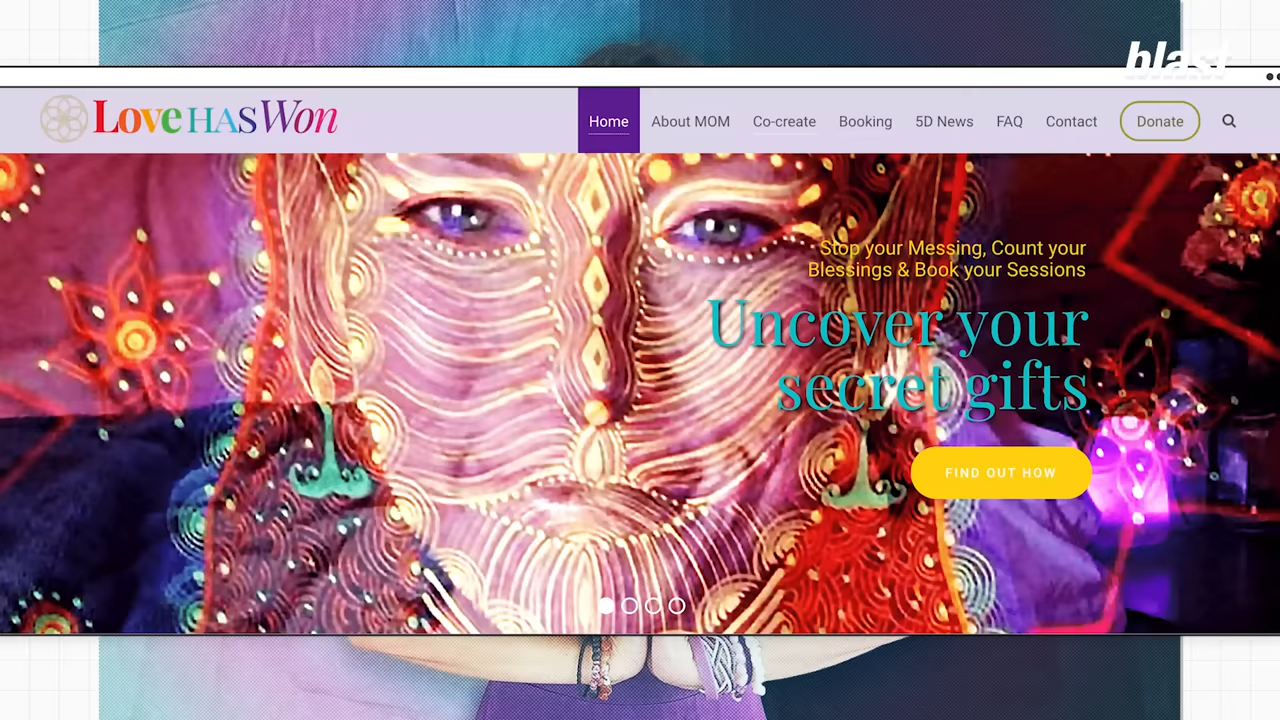 blast
Love HAS Won
Home About MOM Co-create Booking 5D News FAQ Contact Donate
Stop your Messing, Count your
Blessings & Book your Sessions
Uncover your
secret gifts
FIND OUT HOW